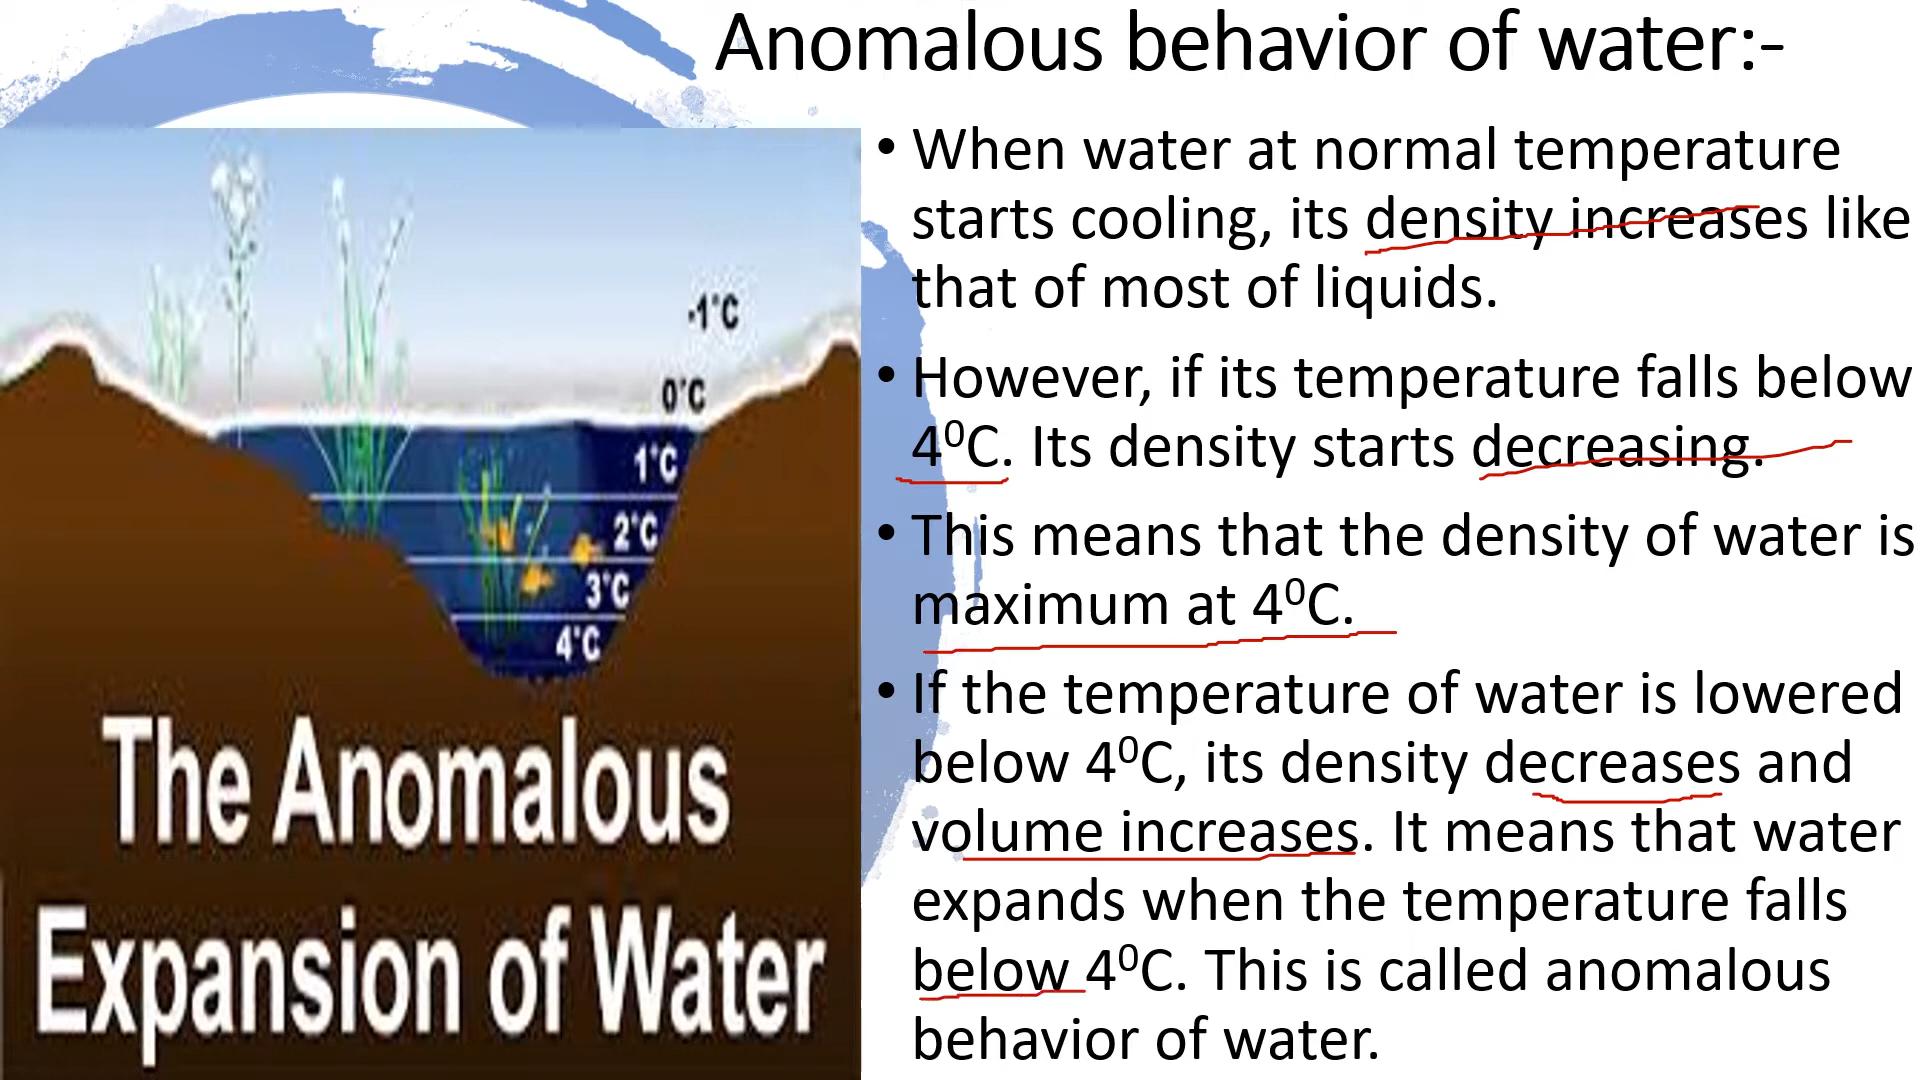 Anomalous behavior of water:-
• When water at normal temperature
starts cooling, its density increases like
that of most of liquids.
• However, if its temperature falls below
4⁰C. Its density starts decreasing.
• This means that the density of water is
maximum at 4⁰C.
• If the temperature of water is lowered
below 4⁰C, its density decreases and
volume increases. It means that water
expands when the temperature falls
below 4⁰C. This is called anomalous
behavior of water.
-1°C
0°C
1°C
2°C
3°C
4°C
The Anomalous
Expansion of Water